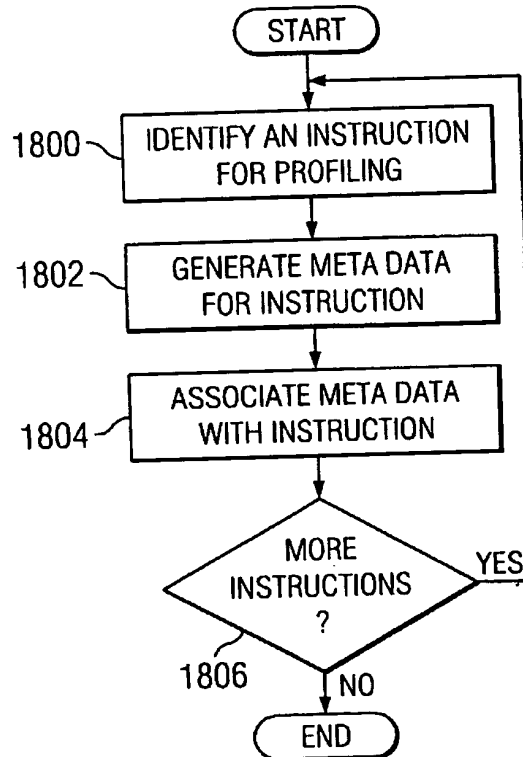 START
1800
IDENTIFY AN INSTRUCTION
FOR PROFILING
1802
GENERATE META DATA
FOR INSTRUCTION
1804
ASSOCIATE META DATA
WITH INSTRUCTION
MORE
INSTRUCTIONS
?
YES
1806
NO
END